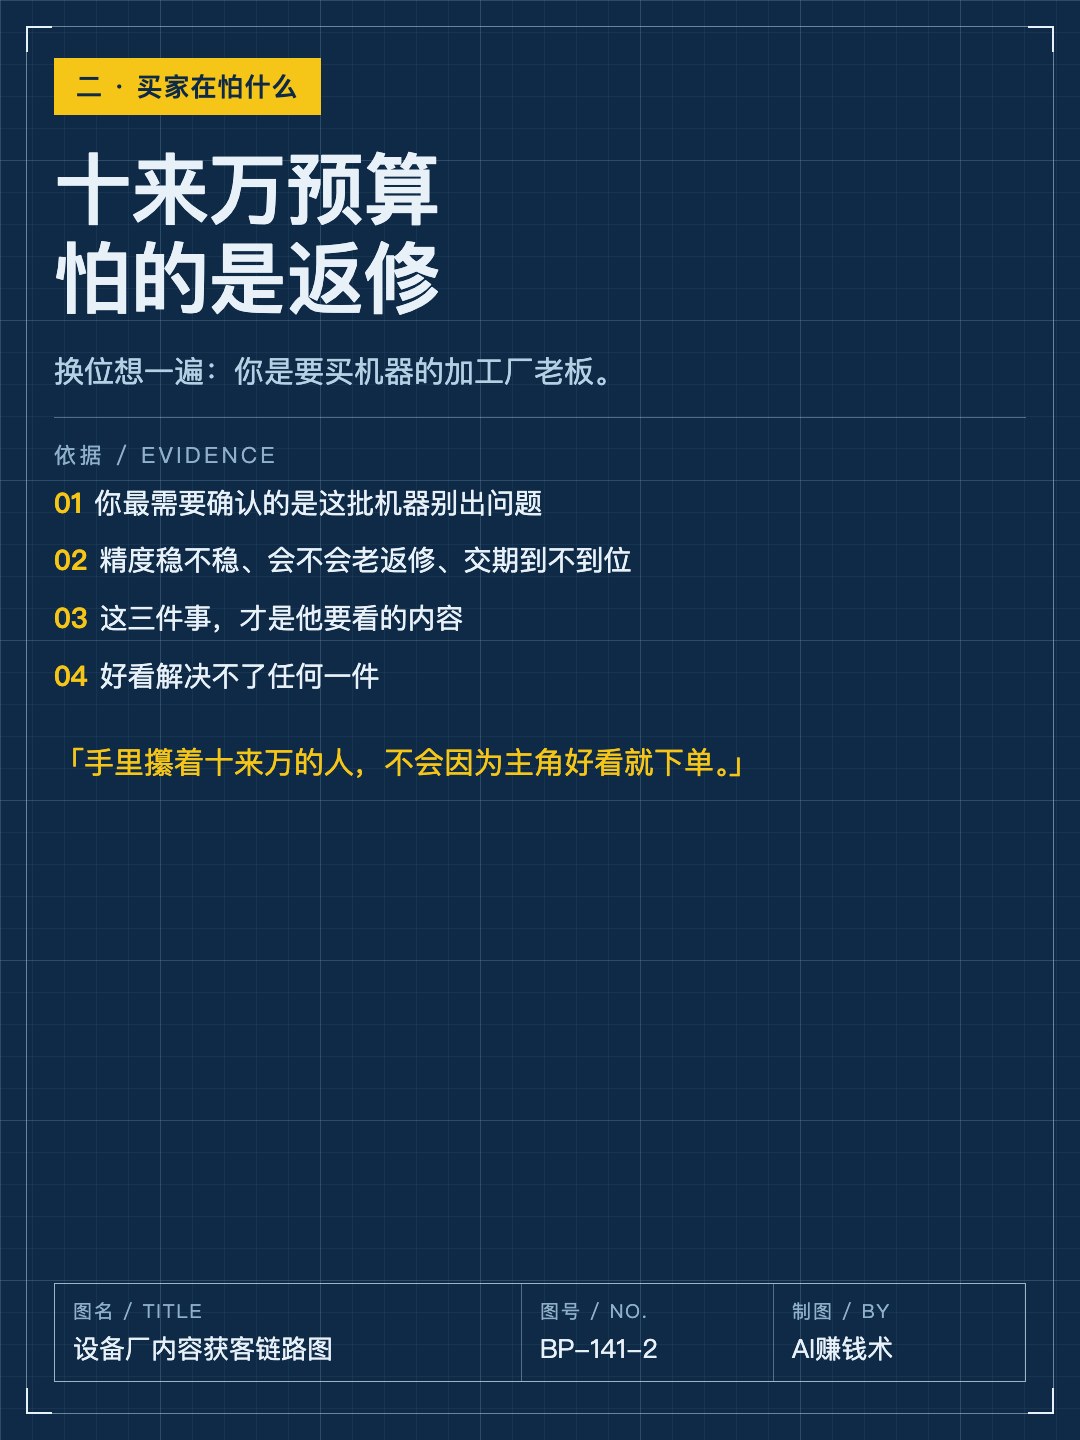 二 · 买家在怕什么
十来万预算
怕的是返修
换位想一遍：你是要买机器的加工厂老板。
依据 / EVIDENCE
01 你最需要确认的是这批机器别出问题
02 精度稳不稳、会不会老返修、交期到不到位
03 这三件事，才是他要看的内容
04 好看解决不了任何一件
「手里攥着十来万的人，不会因为主角好看就下单。」
图名 / TITLE
设备厂内容获客链路图
图号 / NO.
BP-141-2
制图 / BY
AI赚钱术